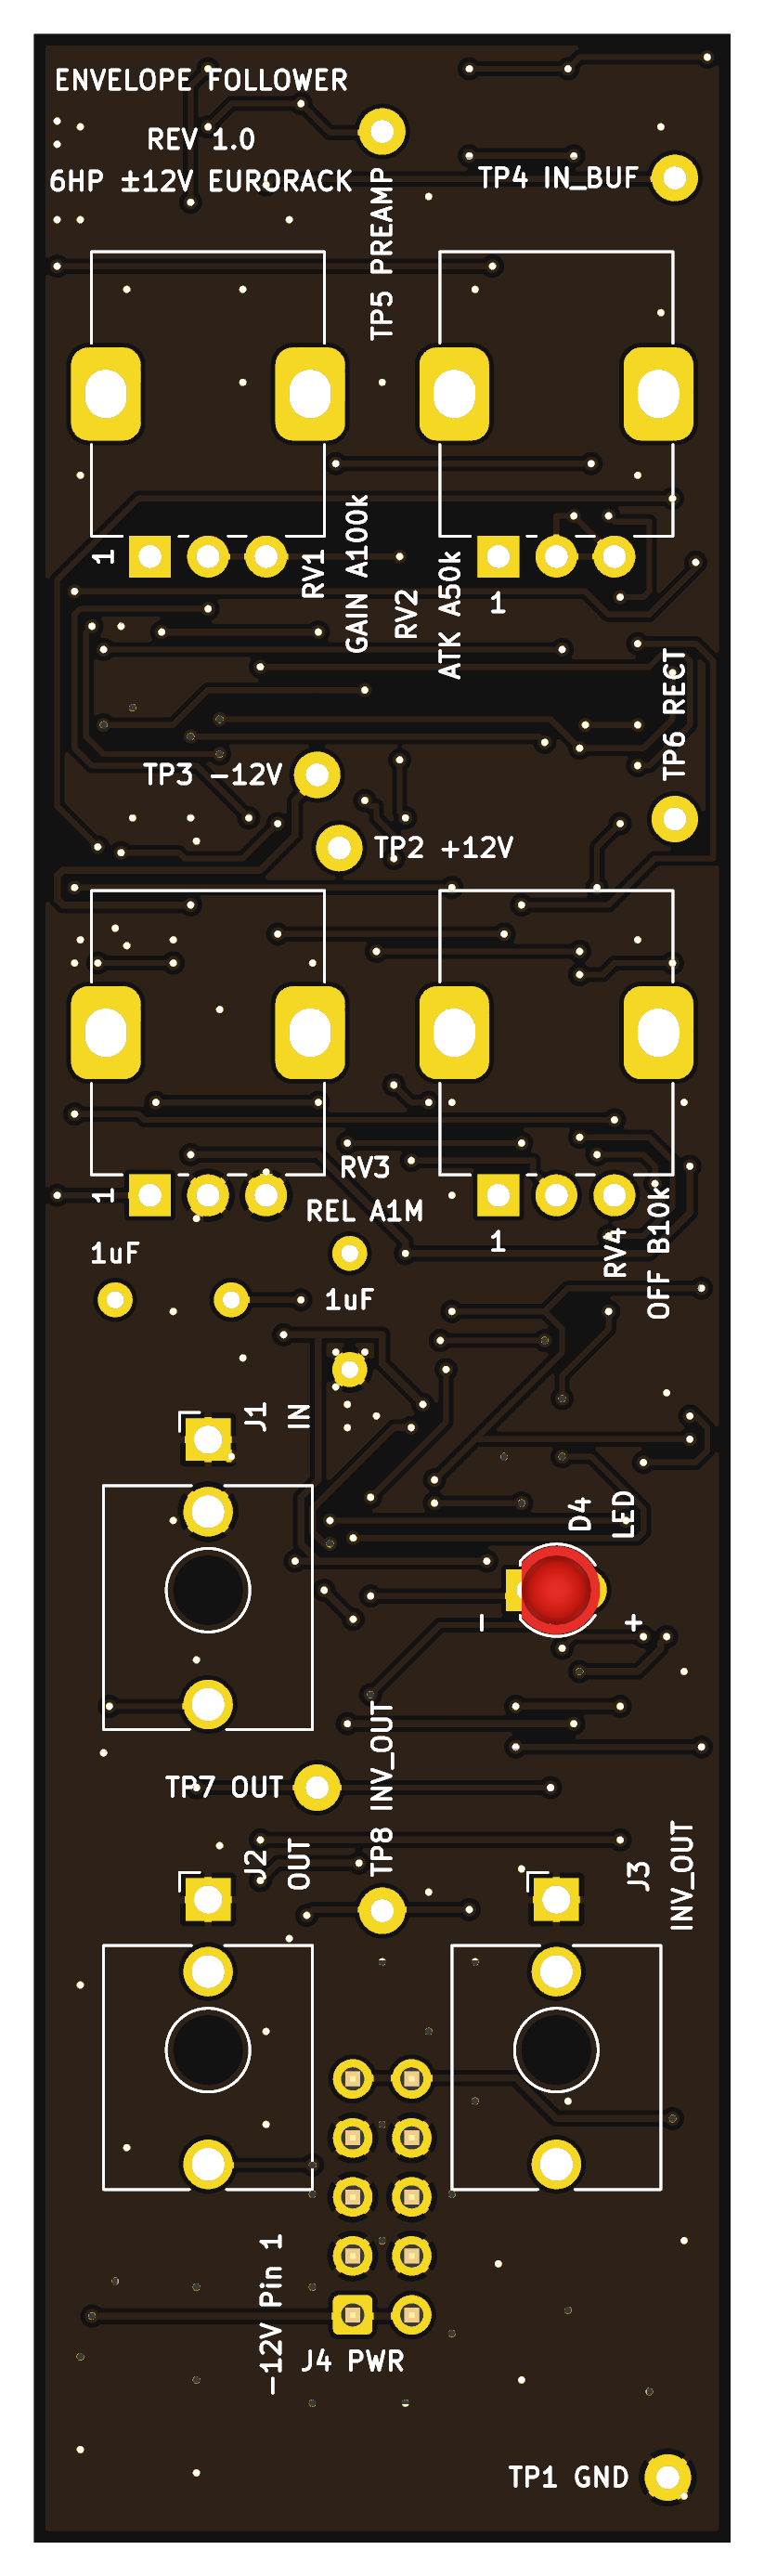 ENVELOPE FOLLOWER
REV 1.0
6HP ±12V EURORACK
TP4 IN_BUF
TP5 PREAMP
1
RV1
GAIN A100k
RV2
ATK A50k
1
TP6 RECT
TP3 -12V
TP2 +12V
1
RV3
REL A1M
1
RV4
OFF B10k
1uF
1uF
J1
IN
D4
LED
-
+
TP7 OUT
TP8 INV_OUT
J2
OUT
J3
INV_OUT
-12V Pin 1
J4 PWR
TP1 GND